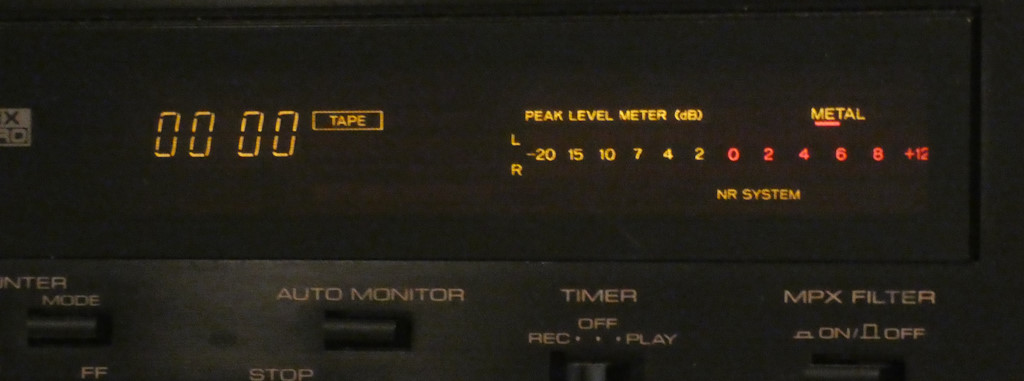 00 00 TAPE
PEAK LEVEL METER (dB) METAL
L
-20 15 10 7 4 2 0 2 4 6 8 +12
R
NR SYSTEM
MODE
AUTO MONITOR
TIMER
MPX FILTER
OFF
REC · · · PLAY
ON/ OFF
FF
STOP